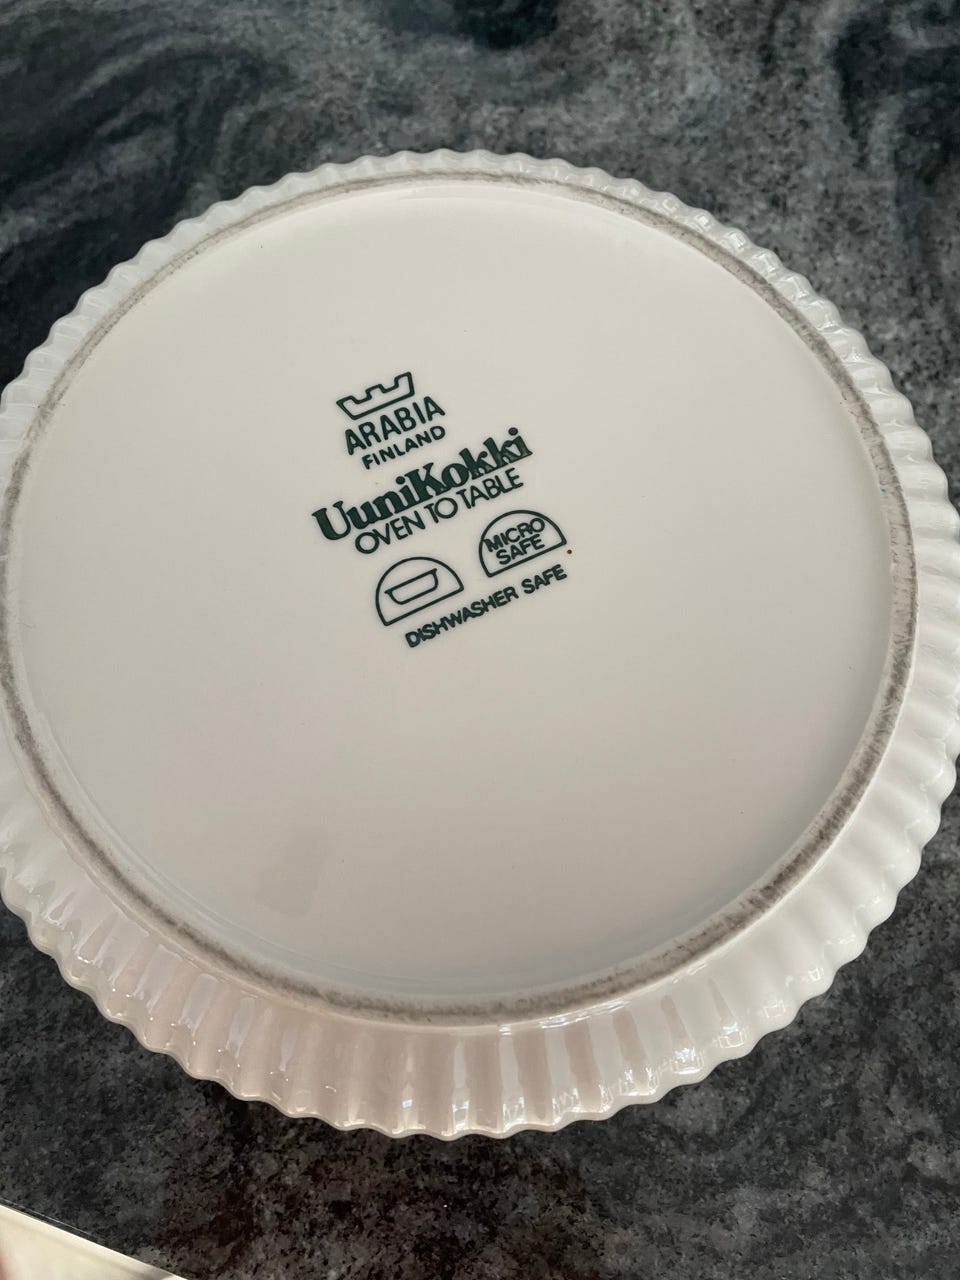 ARABIA
FINLAND
UuniKokki
OVEN TO TABLE
MICRO
SAFE
DISHWASHER SAFE